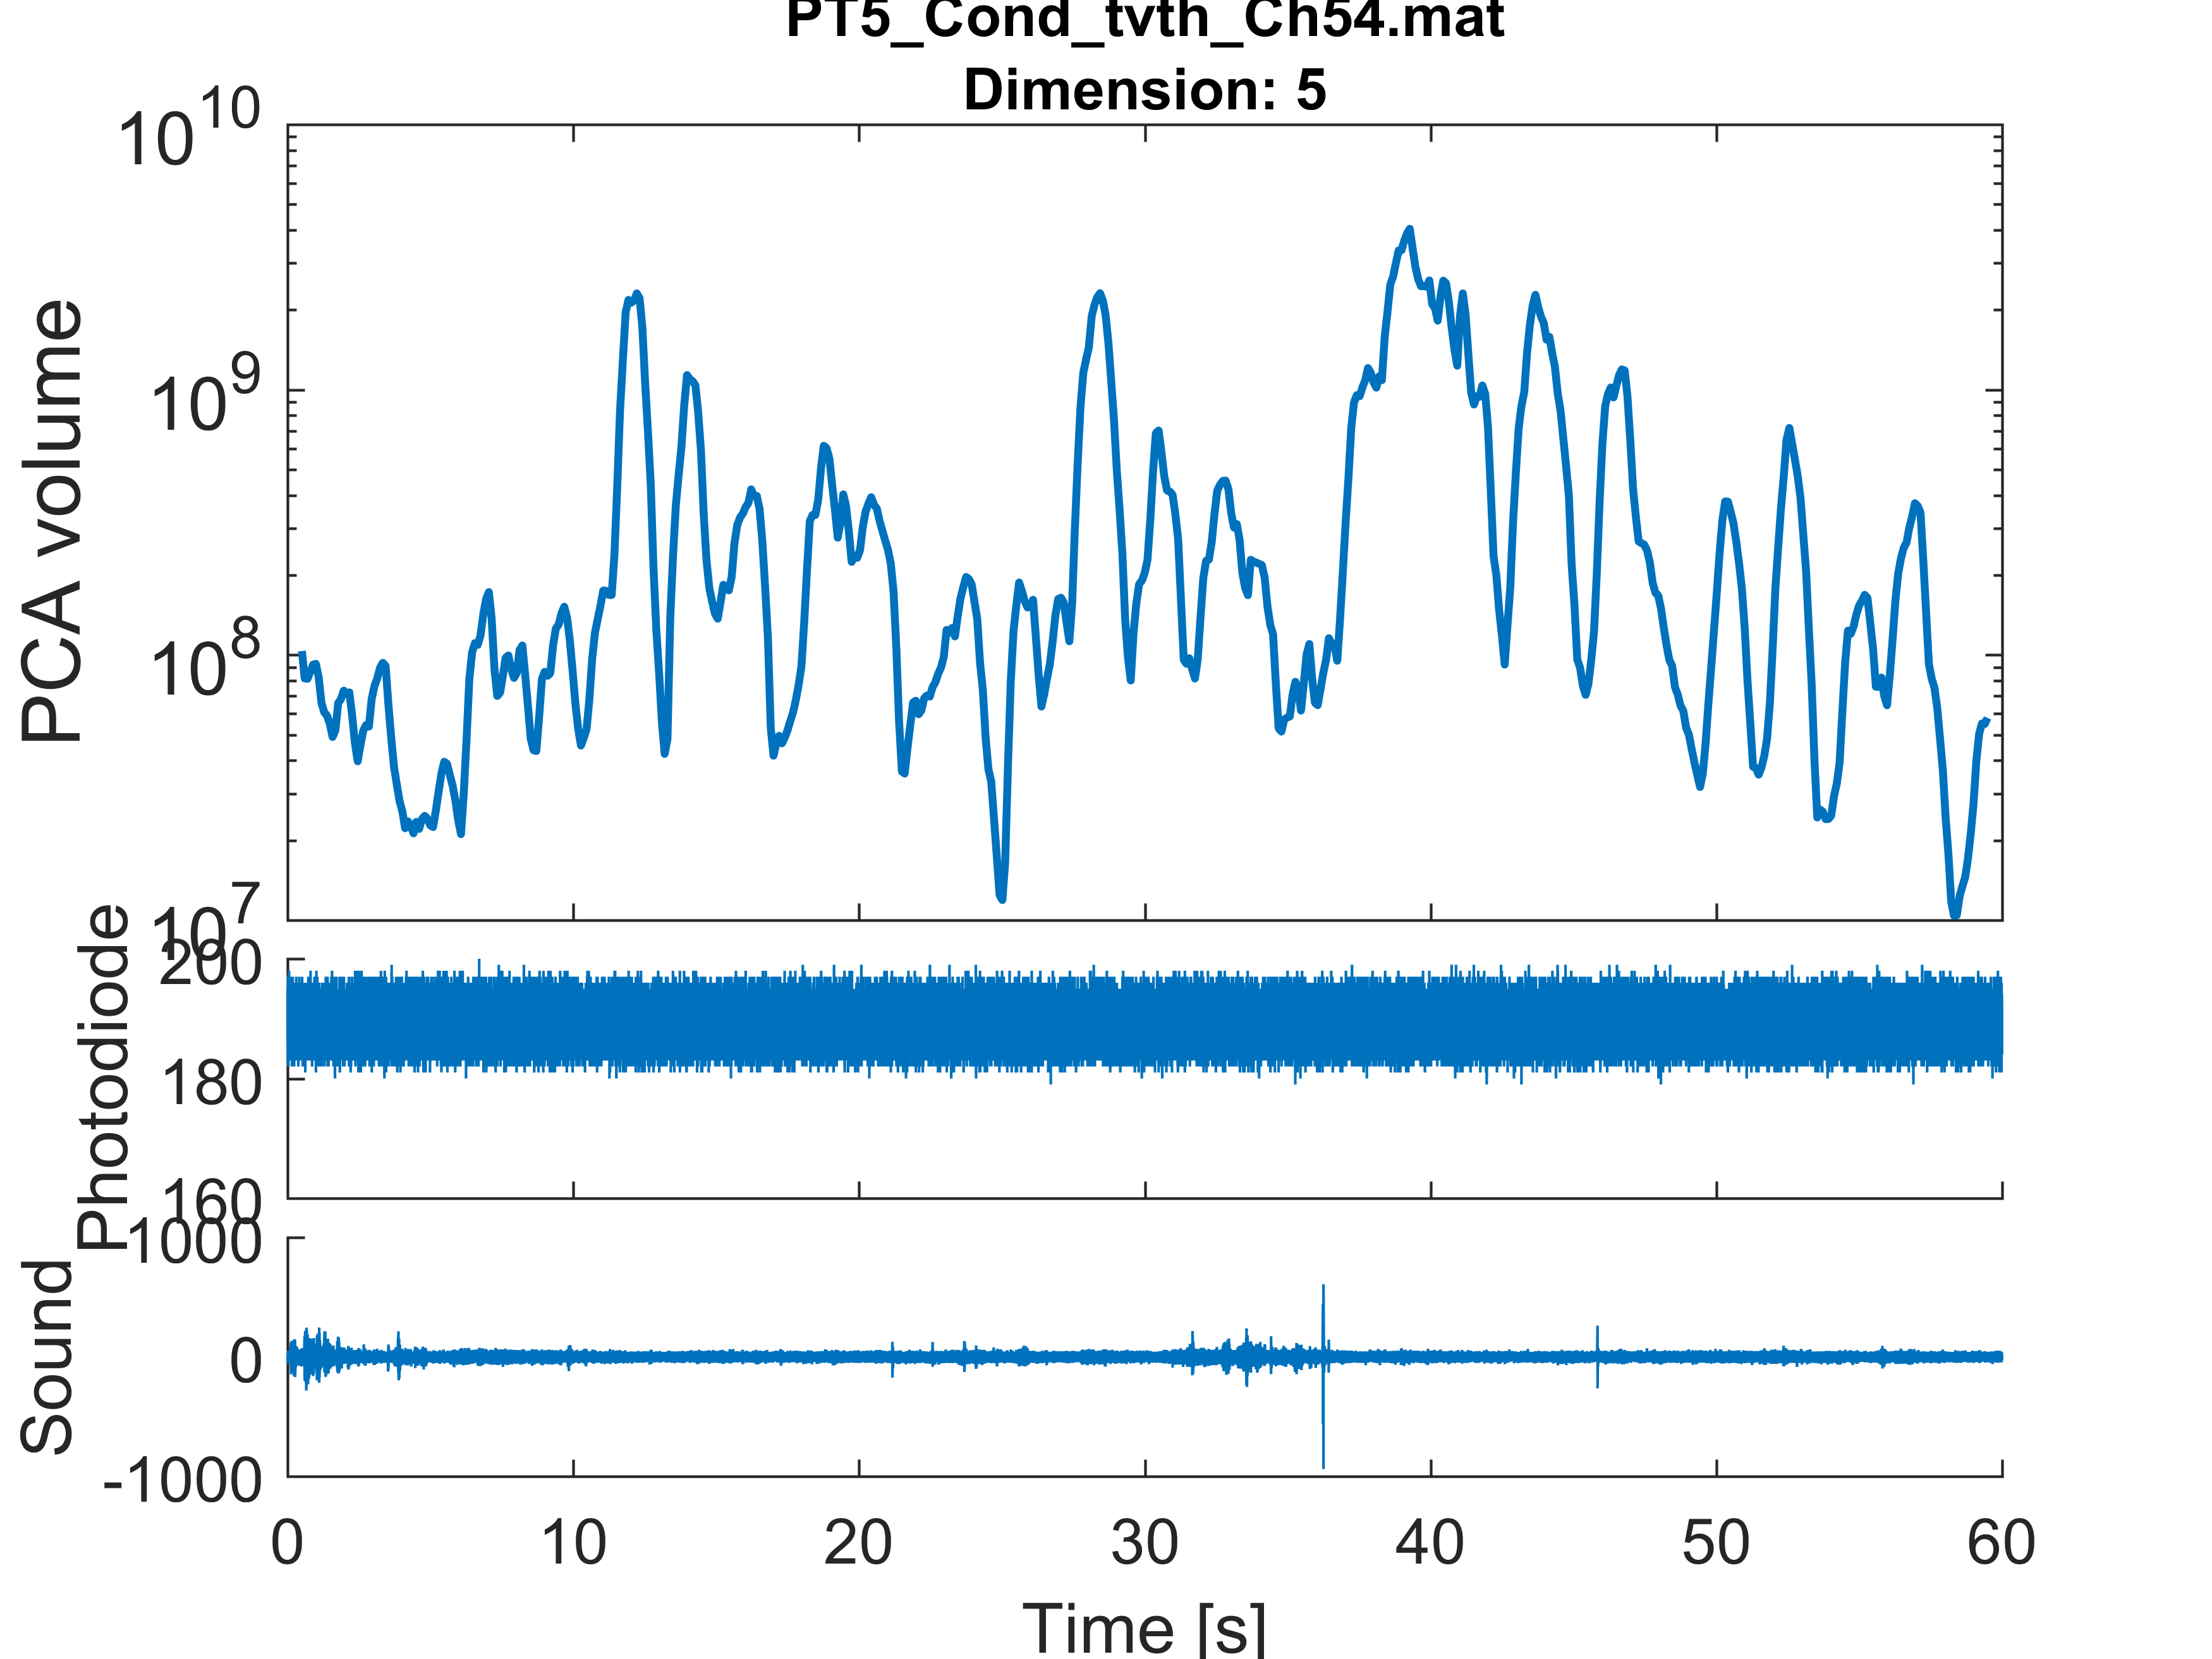 PT5_Cond_tvth_Ch54.mat
Dimension: 5
PCA volume
10^10
10^9
10^8
10^7
Photodiode
200
180
160
Sound
1000
0
-1000
0 10 20 30 40 50 60
Time [s]